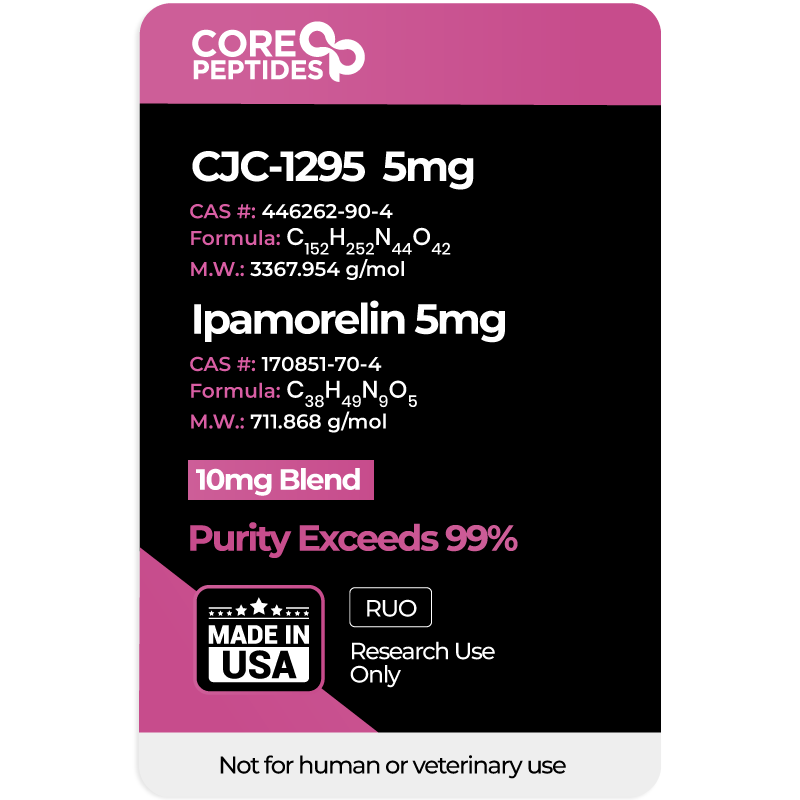 CORE
PEPTIDES
CJC-1295 5mg
CAS #: 446262-90-4
Formula: C₁₅₂H₂₅₂N₄₄O₄₂
M.W.: 3367.954 g/mol
Ipamorelin 5mg
CAS #: 170851-70-4
Formula: C₃₈H₄₉N₉O₅
M.W.: 711.868 g/mol
10mg Blend
Purity Exceeds 99%
MADE IN
USA
RUO
Research Use
Only
Not for human or veterinary use